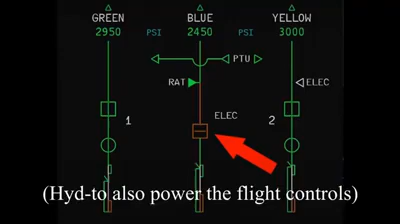 GREEN BLUE YELLOW
2950 PSI 2450 PSI 3000
PTU
RAT ELEC
ELEC
1 2
(Hyd-to also power the flight controls)